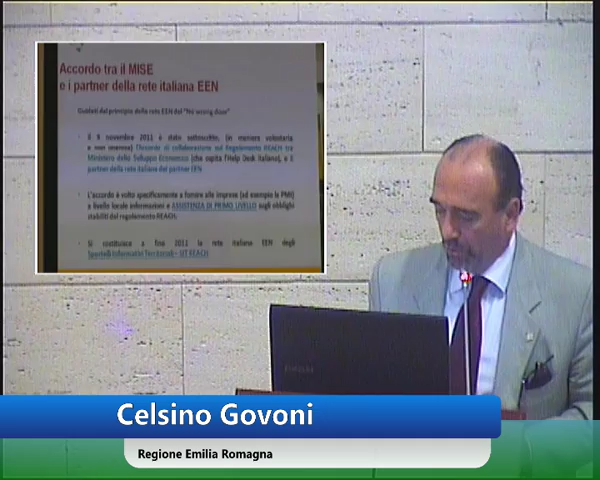 Accordo tra il MISE
e i partner della rete italiana EEN
Guidati dal principio della rete EEN del "No wrong door"
• Il 9 novembre 2011 è stato sottoscritto, (in maniera volontaria
e non onerosa) l'Accordo di collaborazione sul Regolamento REACH tra
Ministero dello Sviluppo Economico (che ospita l'Help Desk italiano), e i
partner della rete italiana dei partner EEN
• L'accordo è volto specificamente a fornire alle imprese (ad esempio le PMI)
a livello locale informazioni e ASSISTENZA DI PRIMO LIVELLO sugli obblighi
stabiliti dal regolamento REACH.
• Si costituisce a fine 2011 la rete italiana EEN degli
Sportelli Informativi Territoriali – SIT REACH
Celsino Govoni
Regione Emilia Romagna